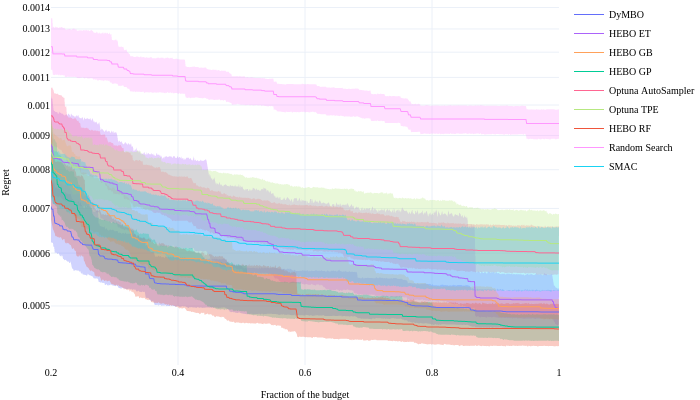 0.0014
0.0013
0.0012
0.0011
0.001
0.0009
0.0008
0.0007
0.0006
0.0005
Regret
0.2
0.4
0.6
0.8
1
Fraction of the budget
DyMBO
HEBO ET
HEBO GB
HEBO GP
Optuna AutoSampler
Optuna TPE
HEBO RF
Random Search
SMAC